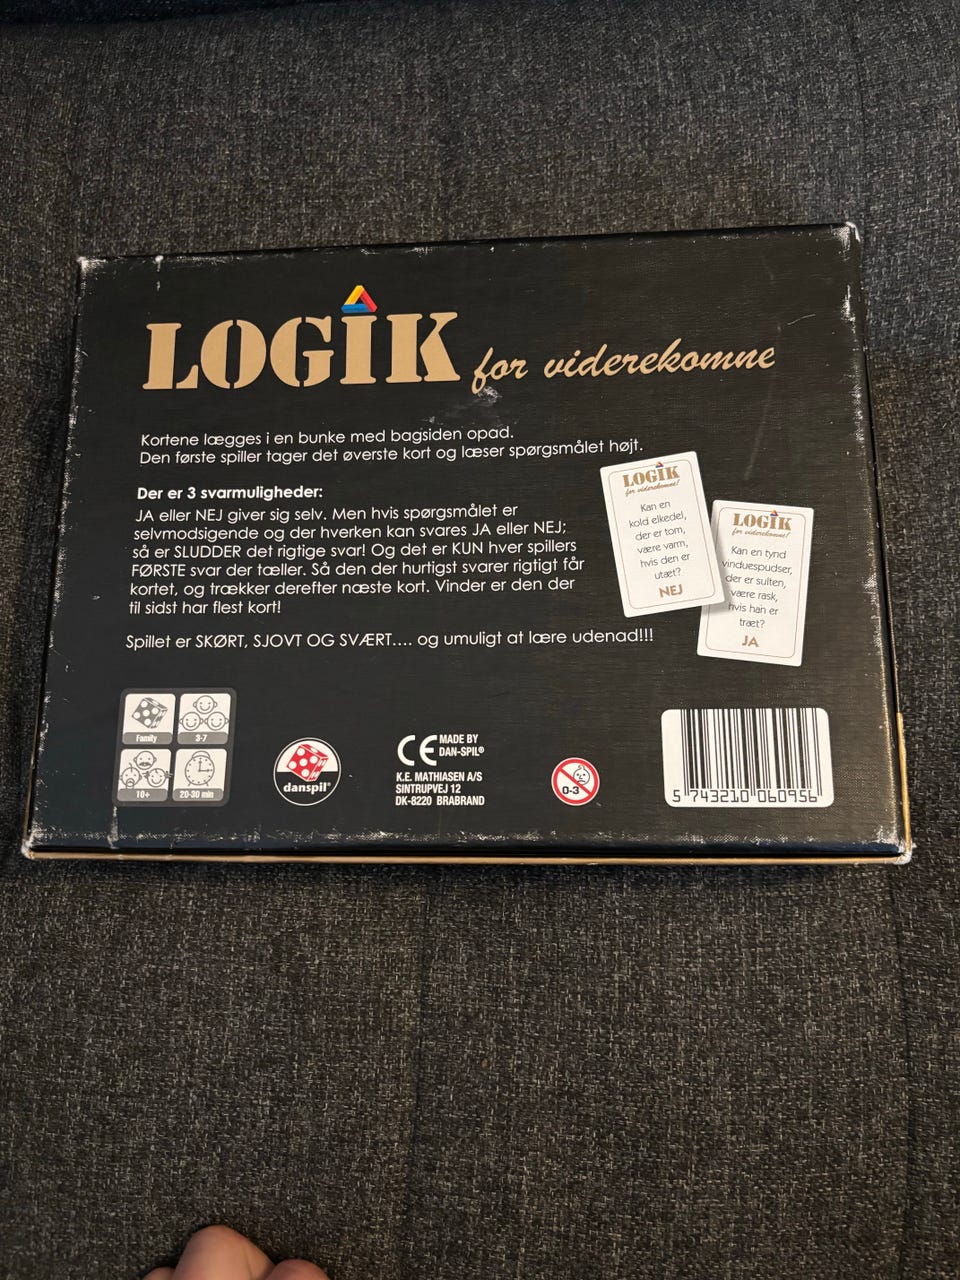 LOGIK for viderekomne
Kortene lægges i en bunke med bagsiden opad.
Den første spiller tager det øverste kort og læser spørgsmålet højt.
Der er 3 svarmuligheder:
JA eller NEJ giver sig selv. Men hvis spørgsmålet er
selvmodsigende og der hverken kan svares JA eller NEJ;
så er SLUDDER det rigtige svar! Og det er KUN hver spillers
FØRSTE svar der tæller. Så den der hurtigst svarer rigtigt får
kortet, og trækker derefter næste kort. Vinder er den der
til sidst har flest kort!
Spillet er SKØRT, SJOVT OG SVÆRT.... og umuligt at lære udenad!!!
LOGIK
for viderekomne!
Kan en
kold elkedel,
der er tom,
være varm,
hvis den er
utæt?
NEJ
LOGIK
for viderekomne!
Kan en tynd
vinduespudser,
der er sulten,
være rask,
hvis han er
træt?
JA
Family
3-7
10+
20-30 min
danspil®
CE MADE BY
DAN-SPIL®
K.E. MATHIASEN A/S
SINTRUPVEJ 12
DK-8220 BRABRAND
0-3
5 743210 060956